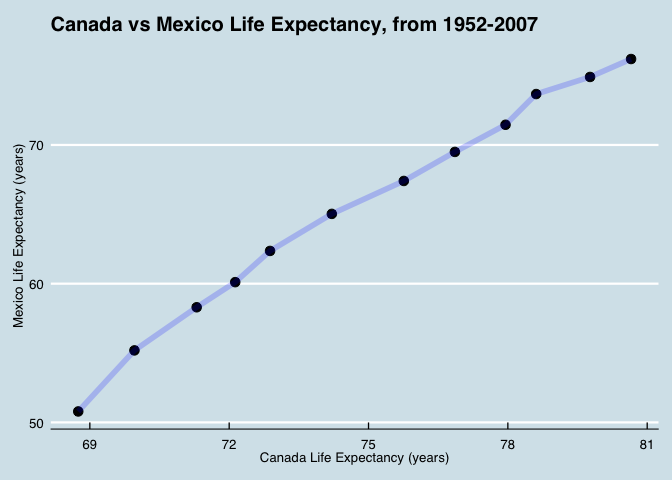 Canada vs Mexico Life Expectancy, from 1952-2007
Mexico Life Expectancy (years)
70
60
50
69 72 75 78 81
Canada Life Expectancy (years)